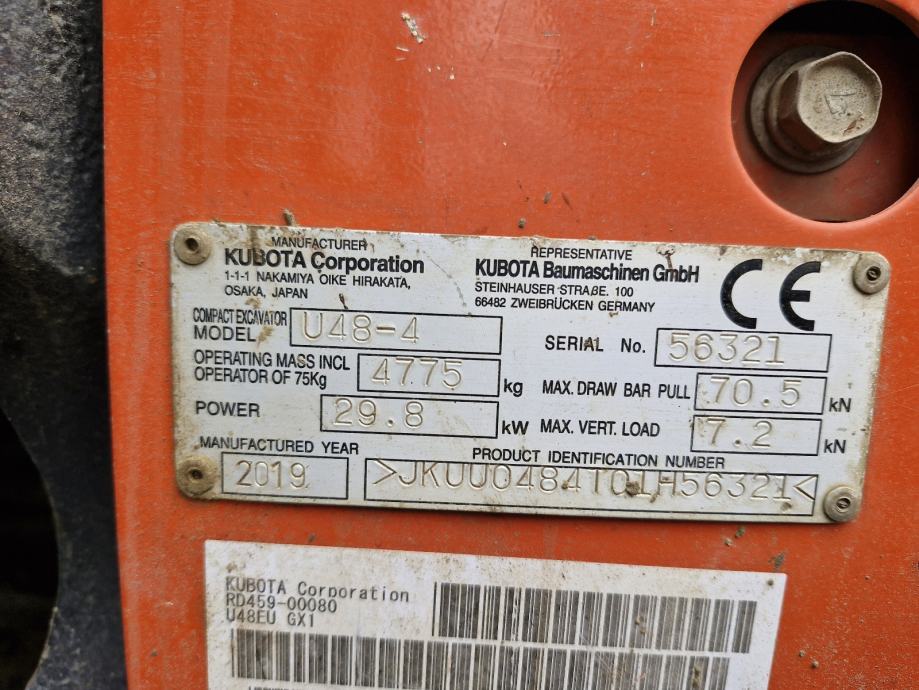 MANUFACTURER
KUBOTA Corporation
1-1-1 NAKAMIYA OIKE HIRAKATA,
OSAKA, JAPAN
REPRESENTATIVE
KUBOTA Baumaschinen GmbH
STEINHAUSER STRAßE. 100
66482 ZWEIBRÜCKEN GERMANY
CE
COMPACT EXCAVATOR
MODEL U48-4
SERIAL No. 56321
OPERATING MASS INCL
OPERATOR OF 75Kg 4775 kg
MAX. DRAW BAR PULL 70.5 kN
POWER 29.8 kW
MAX. VERT. LOAD 7.2 kN
MANUFACTURED YEAR
2019
PRODUCT IDENTIFICATION NUMBER
>JKUU0484T01H56321<
KUBOTA Corporation
RD459-00080
U48EU GX1